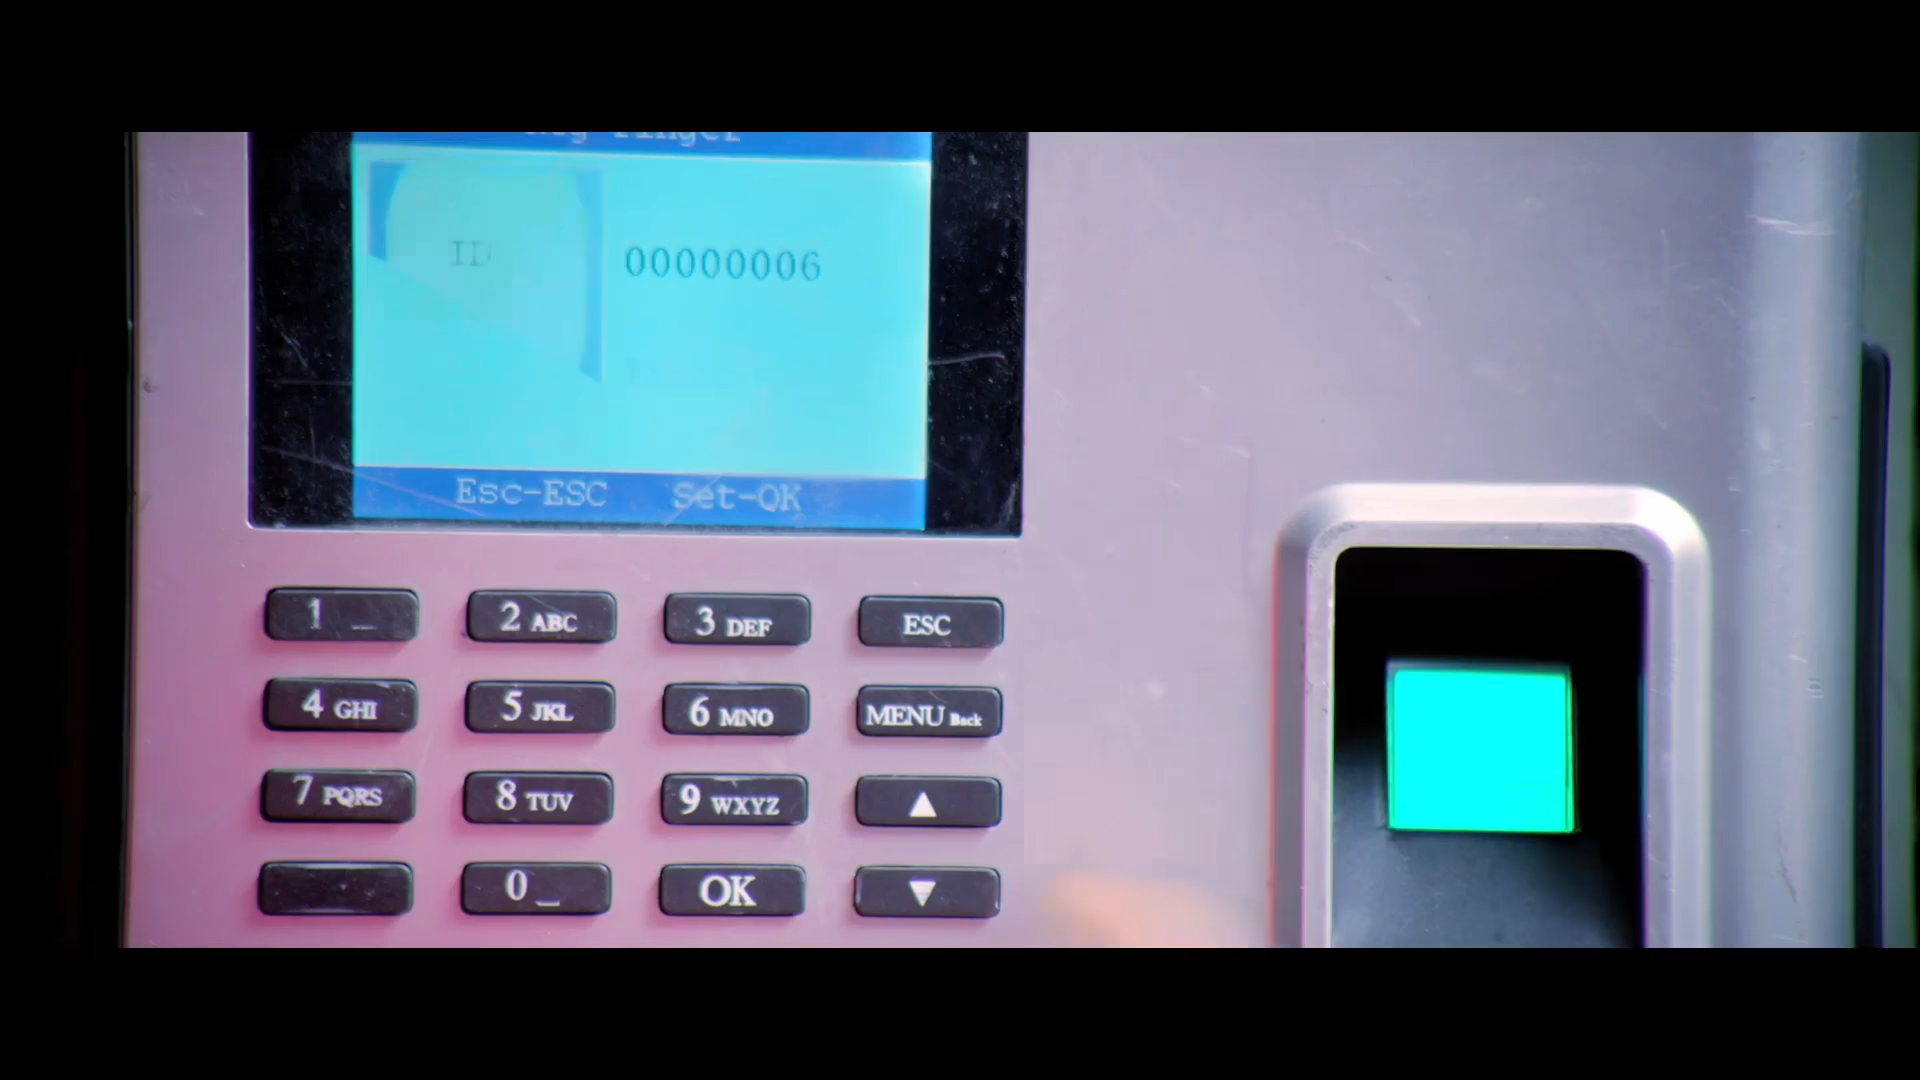 Finger
ID 00000006
Esc-ESC Set-OK
1 _ 2 ABC 3 DEF ESC
4 GHI 5 JKL 6 MNO MENU Back
7 PQRS 8 TUV 9 WXYZ ▲
0 _ OK ▼